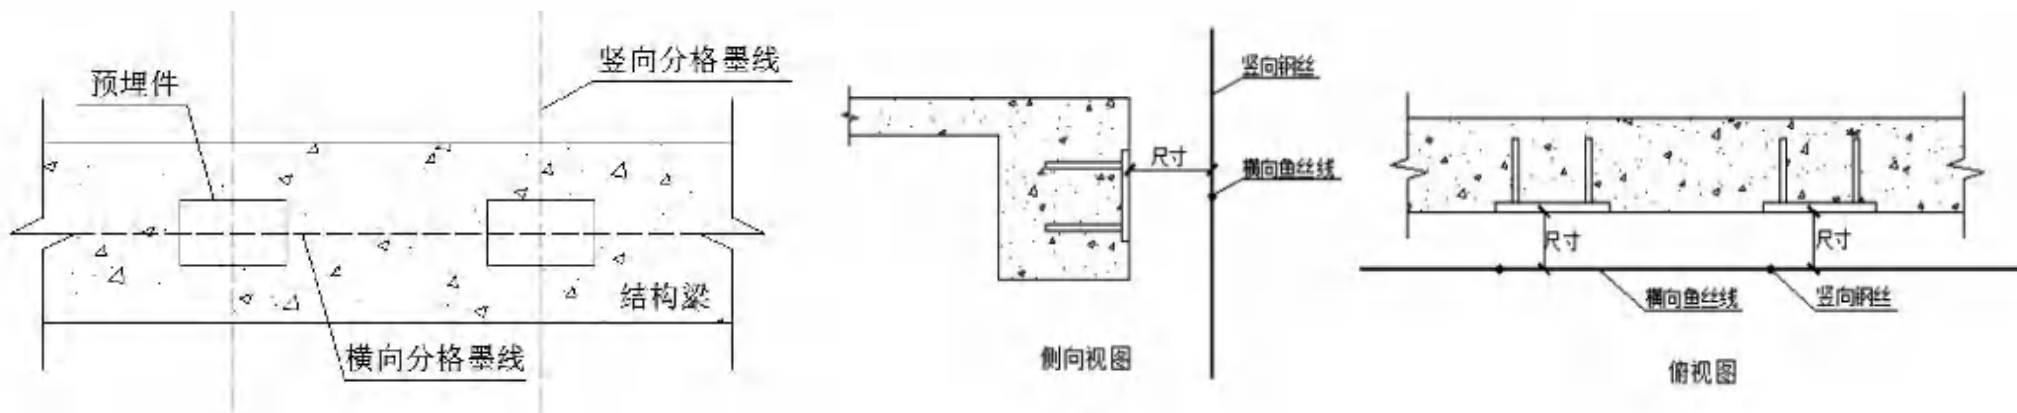 预埋件
竖向分格墨线
结构梁
横向分格墨线
竖向钢丝
尺寸
横向鱼丝线
侧向视图
尺寸
尺寸
横向鱼丝线
竖向钢丝
俯视图